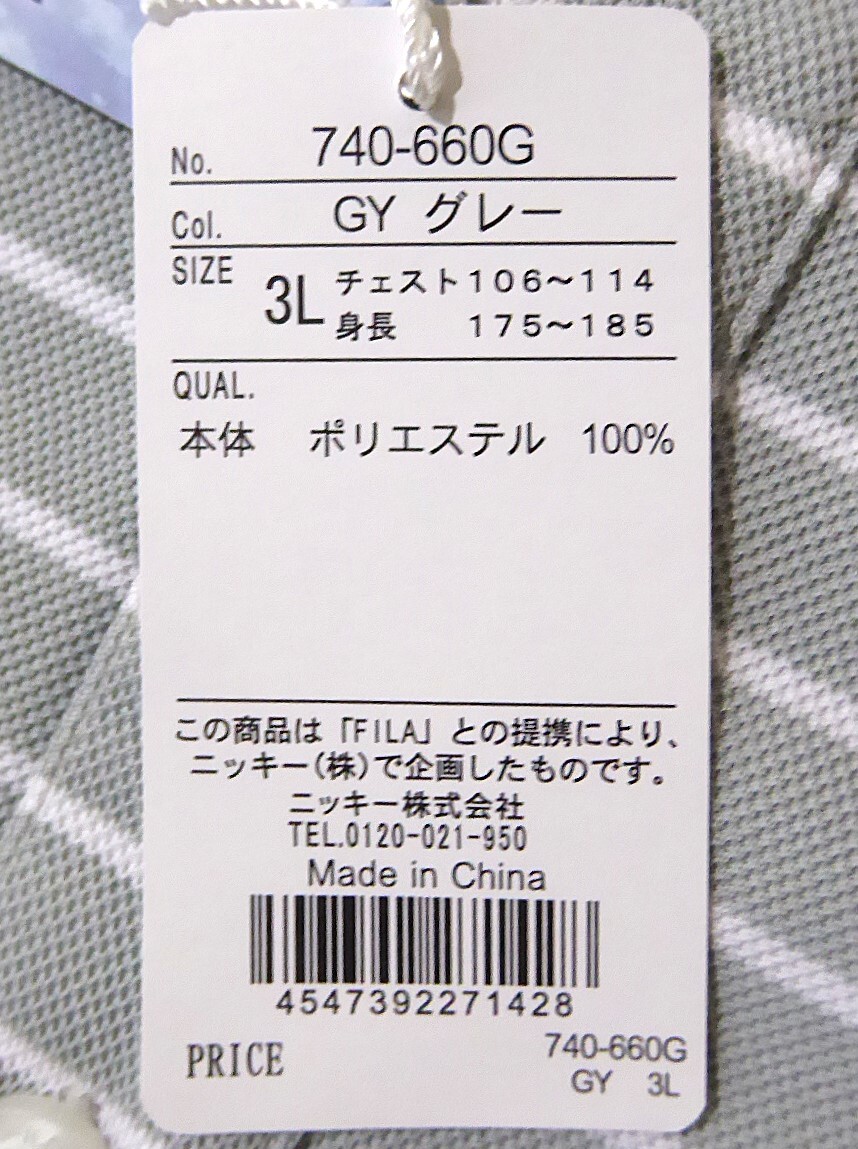 No. 740-660G
Col. GY グレー
SIZE 3L チェスト106～114
身長 175～185
QUAL.
本体 ポリエステル 100%
この商品は「FILA」との提携により、
ニッキー(株)で企画したものです。
ニッキー株式会社
TEL.0120-021-950
Made in China
4547392271428
PRICE 740-660G
GY 3L